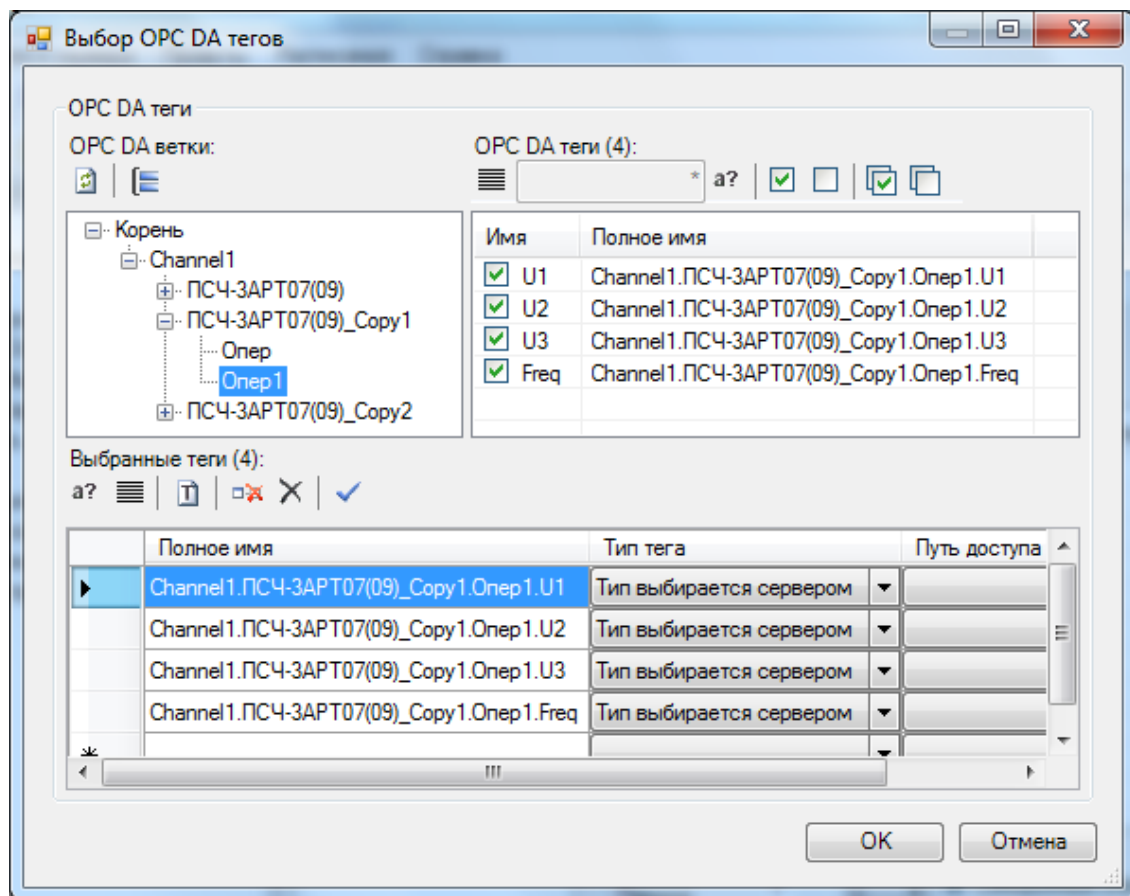 Выбор OPC DA тегов
OPC DA теги
OPC DA ветки:
OPC DA теги (4):
* a?
Корень
Channel1
ПСЧ-3АРТ07(09)
ПСЧ-3АРТ07(09)_Copy1
Опер
Опер1
ПСЧ-3АРТ07(09)_Copy2
Имя Полное имя
U1 Channel1.ПСЧ-3АРТ07(09)_Copy1.Опер1.U1
U2 Channel1.ПСЧ-3АРТ07(09)_Copy1.Опер1.U2
U3 Channel1.ПСЧ-3АРТ07(09)_Copy1.Опер1.U3
Freq Channel1.ПСЧ-3АРТ07(09)_Copy1.Опер1.Freq
Выбранные теги (4):
a?
Полное имя Тип тега Путь доступа
Channel1.ПСЧ-3АРТ07(09)_Copy1.Опер1.U1 Тип выбирается сервером
Channel1.ПСЧ-3АРТ07(09)_Copy1.Опер1.U2 Тип выбирается сервером
Channel1.ПСЧ-3АРТ07(09)_Copy1.Опер1.U3 Тип выбирается сервером
Channel1.ПСЧ-3АРТ07(09)_Copy1.Опер1.Freq Тип выбирается сервером
OK Отмена